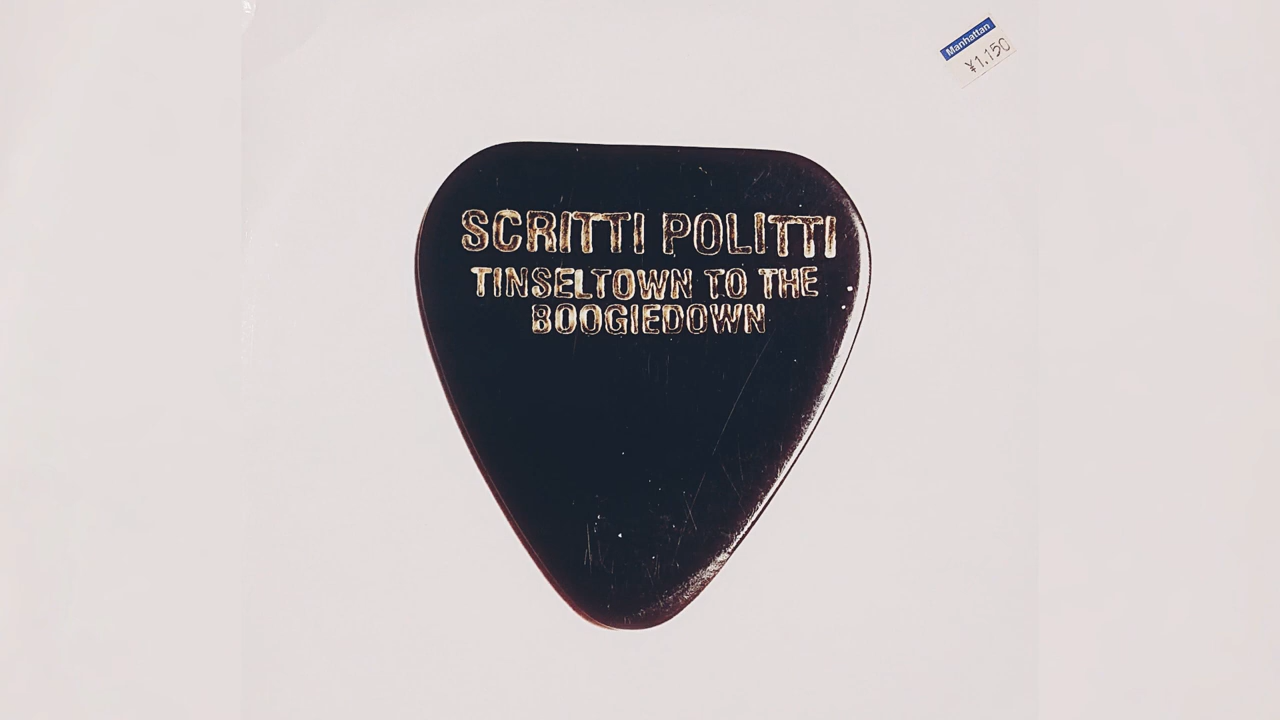 Manhattan
¥1,150
SCRITTI POLITTI
TINSELTOWN TO THE
BOOGIEDOWN